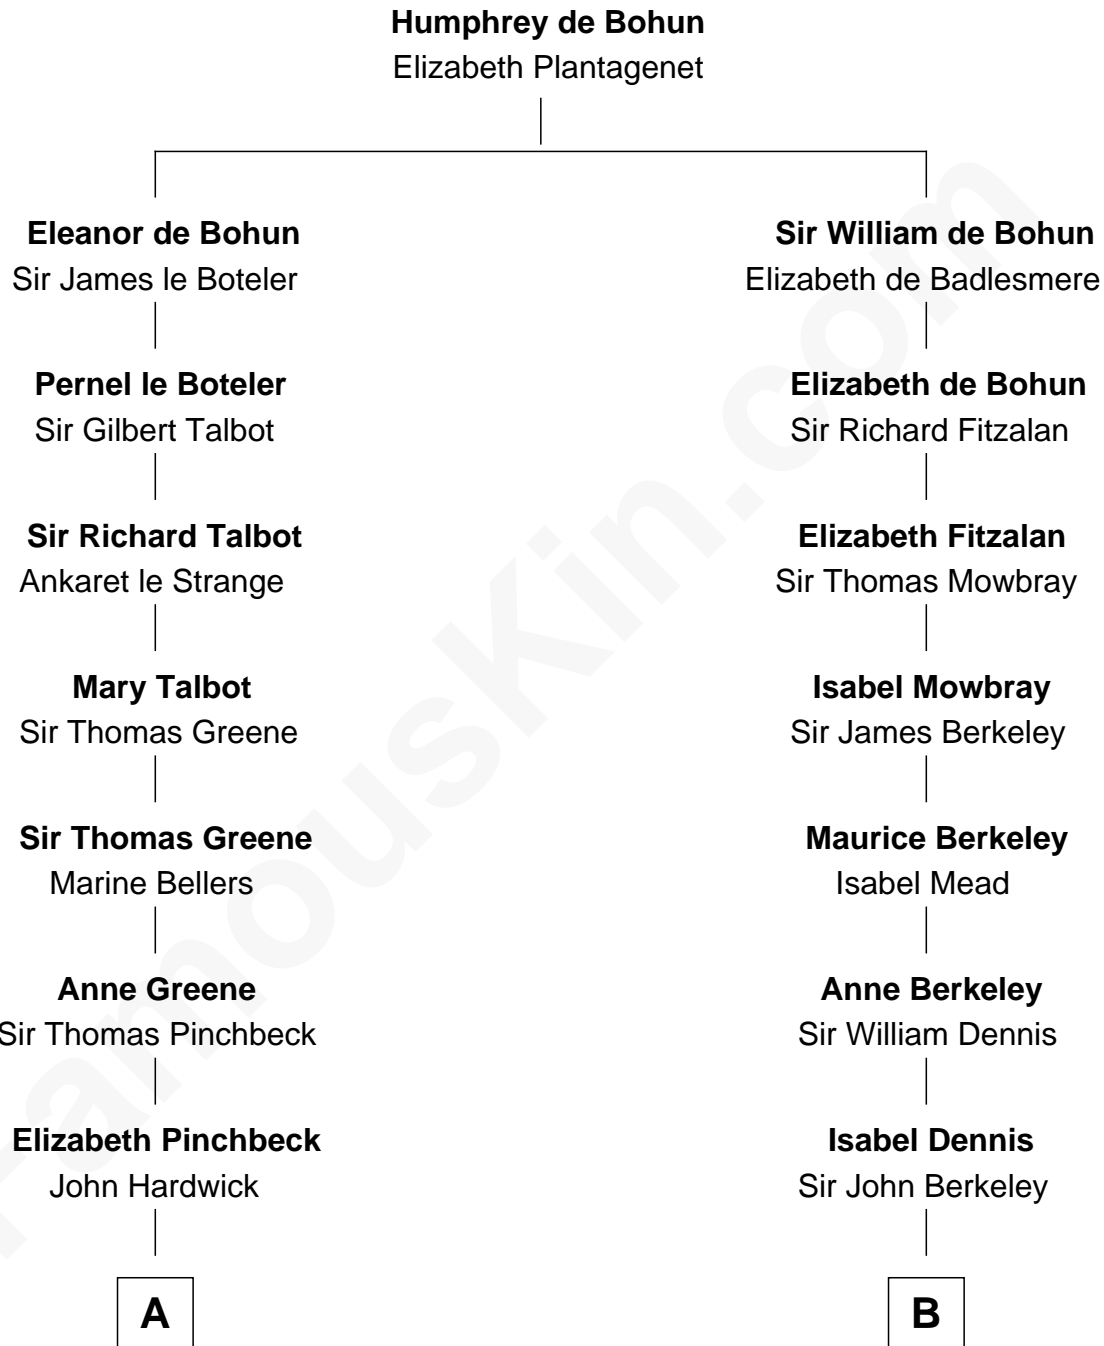 Humphrey de Bohun
Elizabeth Plantagenet
Eleanor de Bohun
Sir James le Boteler
Sir William de Bohun
Elizabeth de Badlesmere
Pernel le Boteler
Sir Gilbert Talbot
Elizabeth de Bohun
Sir Richard Fitzalan
Sir Richard Talbot
Ankaret le Strange
Elizabeth Fitzalan
Sir Thomas Mowbray
Mary Talbot
Sir Thomas Greene
Isabel Mowbray
Sir James Berkeley
Sir Thomas Greene
Marine Bellers
Maurice Berkeley
Isabel Mead
Anne Greene
Sir Thomas Pinchbeck
Anne Berkeley
Sir William Dennis
Elizabeth Pinchbeck
John Hardwick
Isabel Dennis
Sir John Berkeley
A
B
FamousKin.com